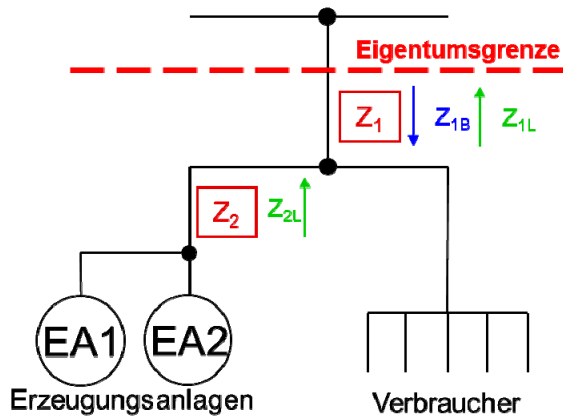 Eigentumsgrenze
Z1 Z1B Z1L
Z2 Z2L
EA1 EA2
Erzeugungsanlagen Verbraucher